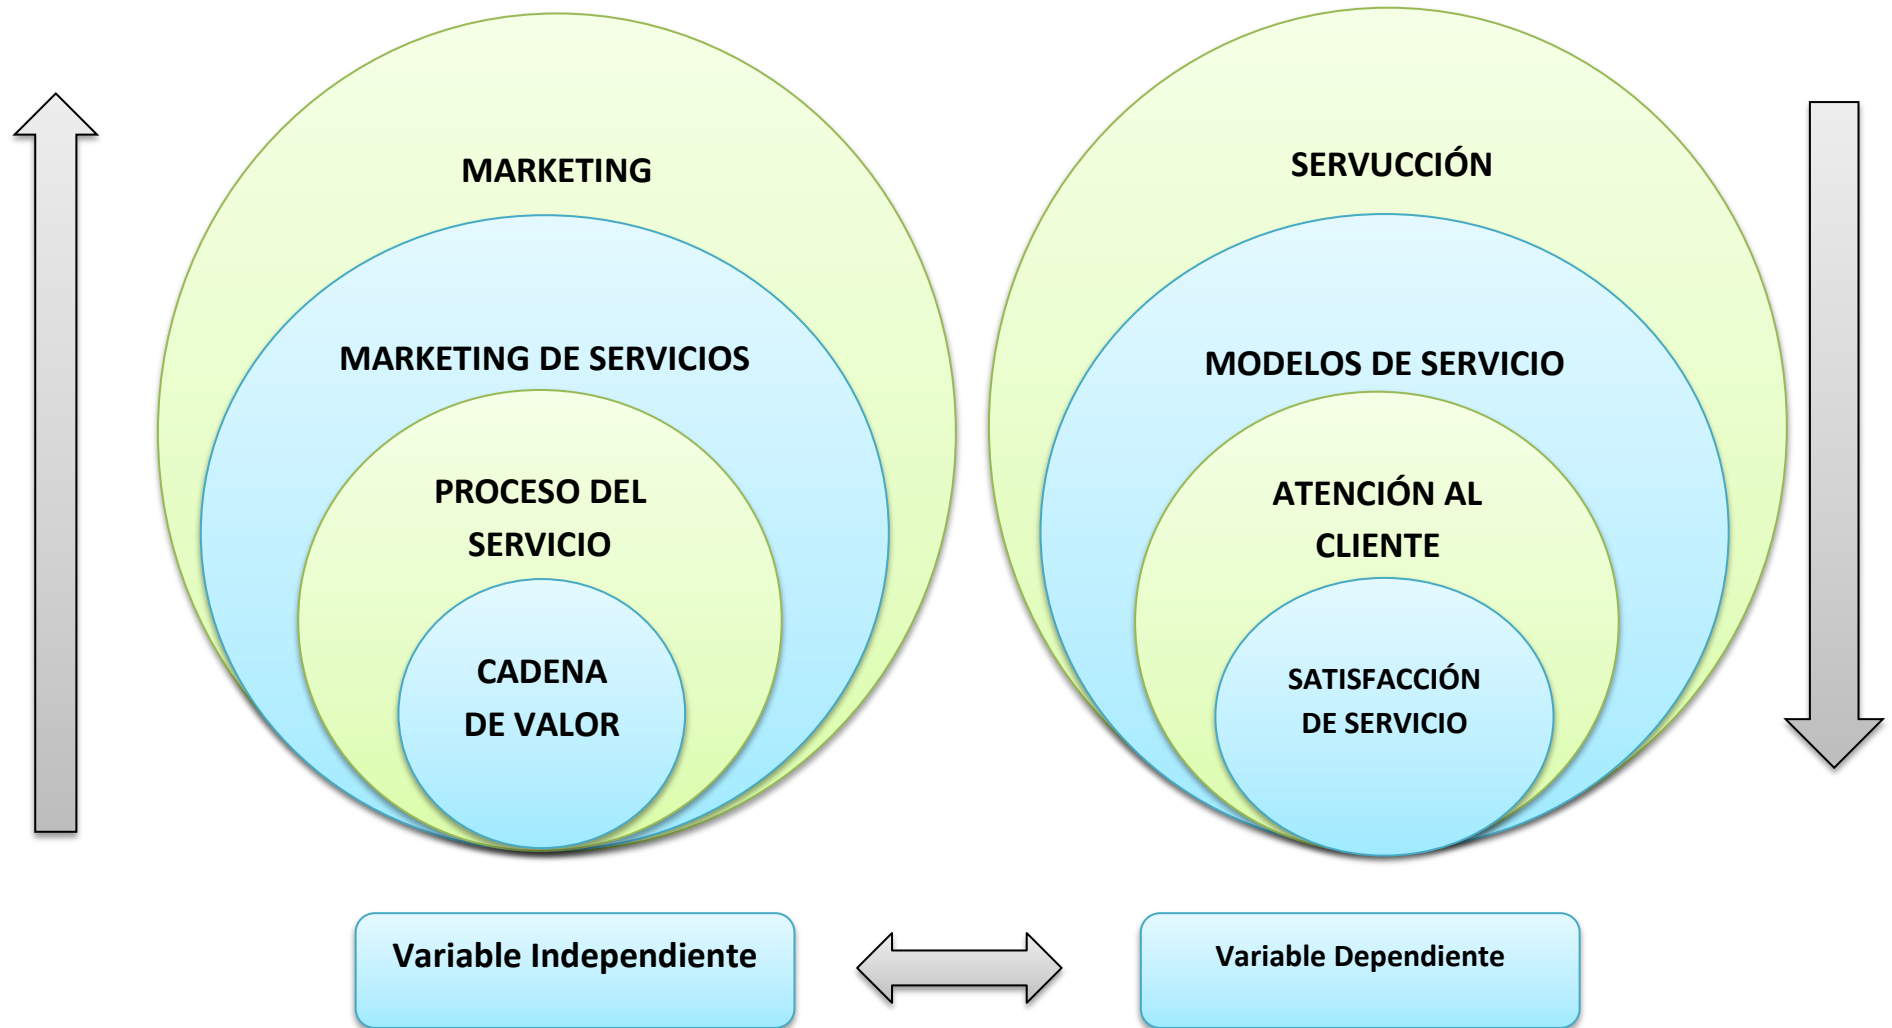 MARKETING
MARKETING DE SERVICIOS
PROCESO DEL
SERVICIO
CADENA
DE VALOR
SERVUCCIÓN
MODELOS DE SERVICIO
ATENCIÓN AL
CLIENTE
SATISFACCIÓN
DE SERVICIO
Variable Independiente
Variable Dependiente